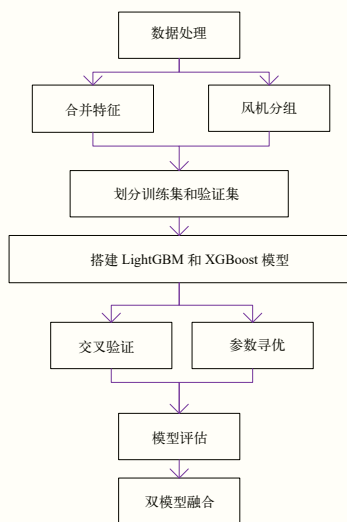 数据处理
合并特征
风机分组
划分训练集和验证集
搭建 LightGBM 和 XGBoost 模型
交叉验证
参数寻优
模型评估
双模型融合